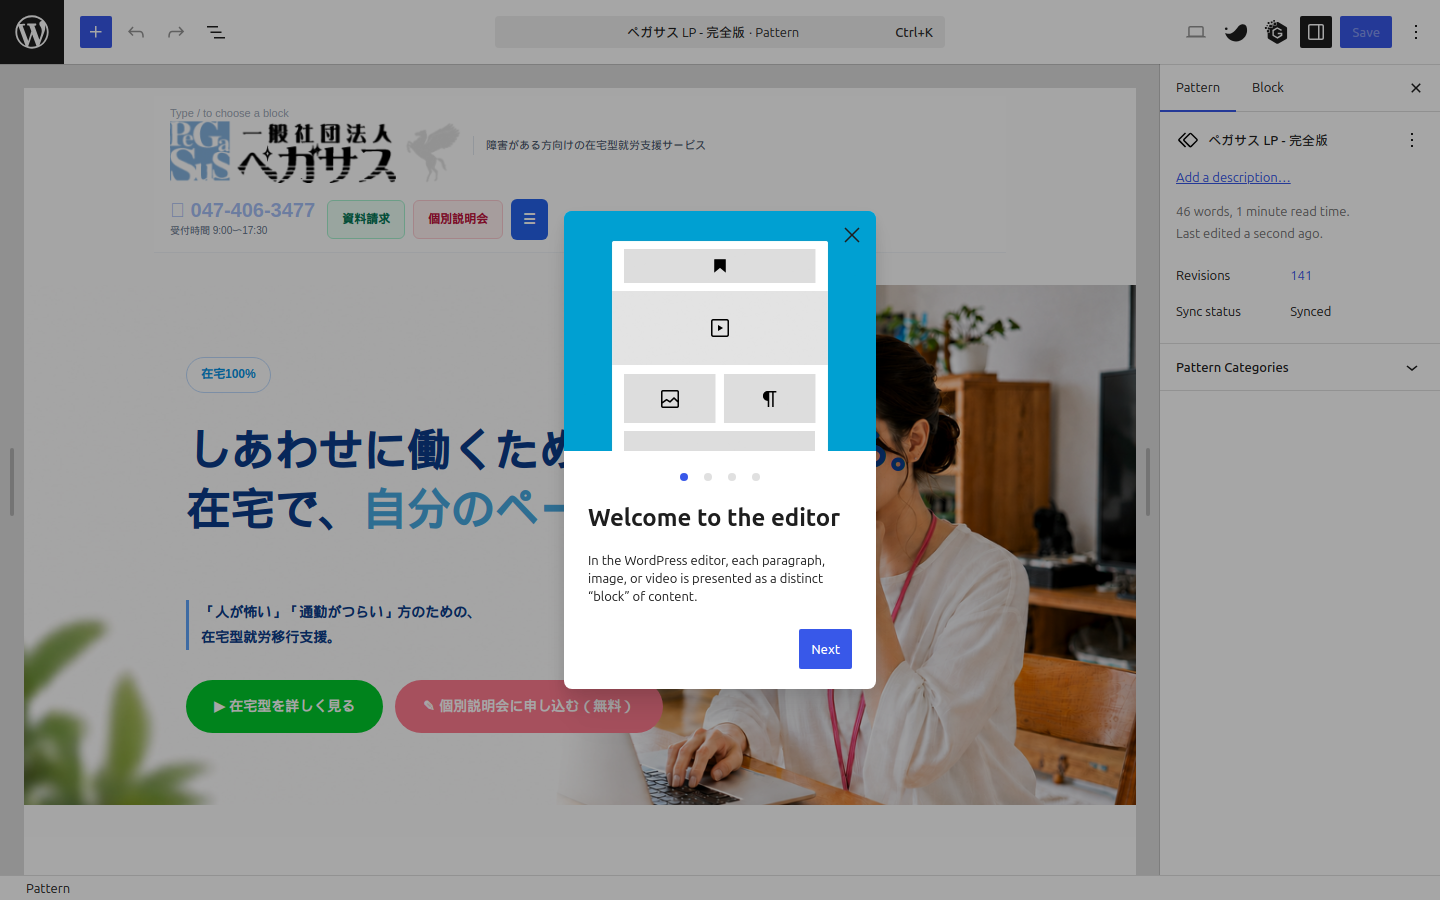 ペガサス LP - 完全版 · Pattern
Ctrl+K
Save
Type / to choose a block
PeGaSuS
一般社団法人
ペガサス
障害がある方向けの在宅型就労支援サービス
047-406-3477
受付時間 9:00〜17:30
資料請求
個別説明会
在宅100%
しあわせに働くため
在宅で、自分のペー
「人が怖い」「通勤がつらい」方のための、
在宅型就労移行支援。
▶ 在宅型を詳しく見る
✎ 個別説明会に申し込む（無料）
Welcome to the editor
In the WordPress editor, each paragraph,
image, or video is presented as a distinct
“block” of content.
Next
Pattern
Block
ペガサス LP - 完全版
Add a description…
46 words, 1 minute read time.
Last edited a second ago.
Revisions
141
Sync status
Synced
Pattern Categories
Pattern